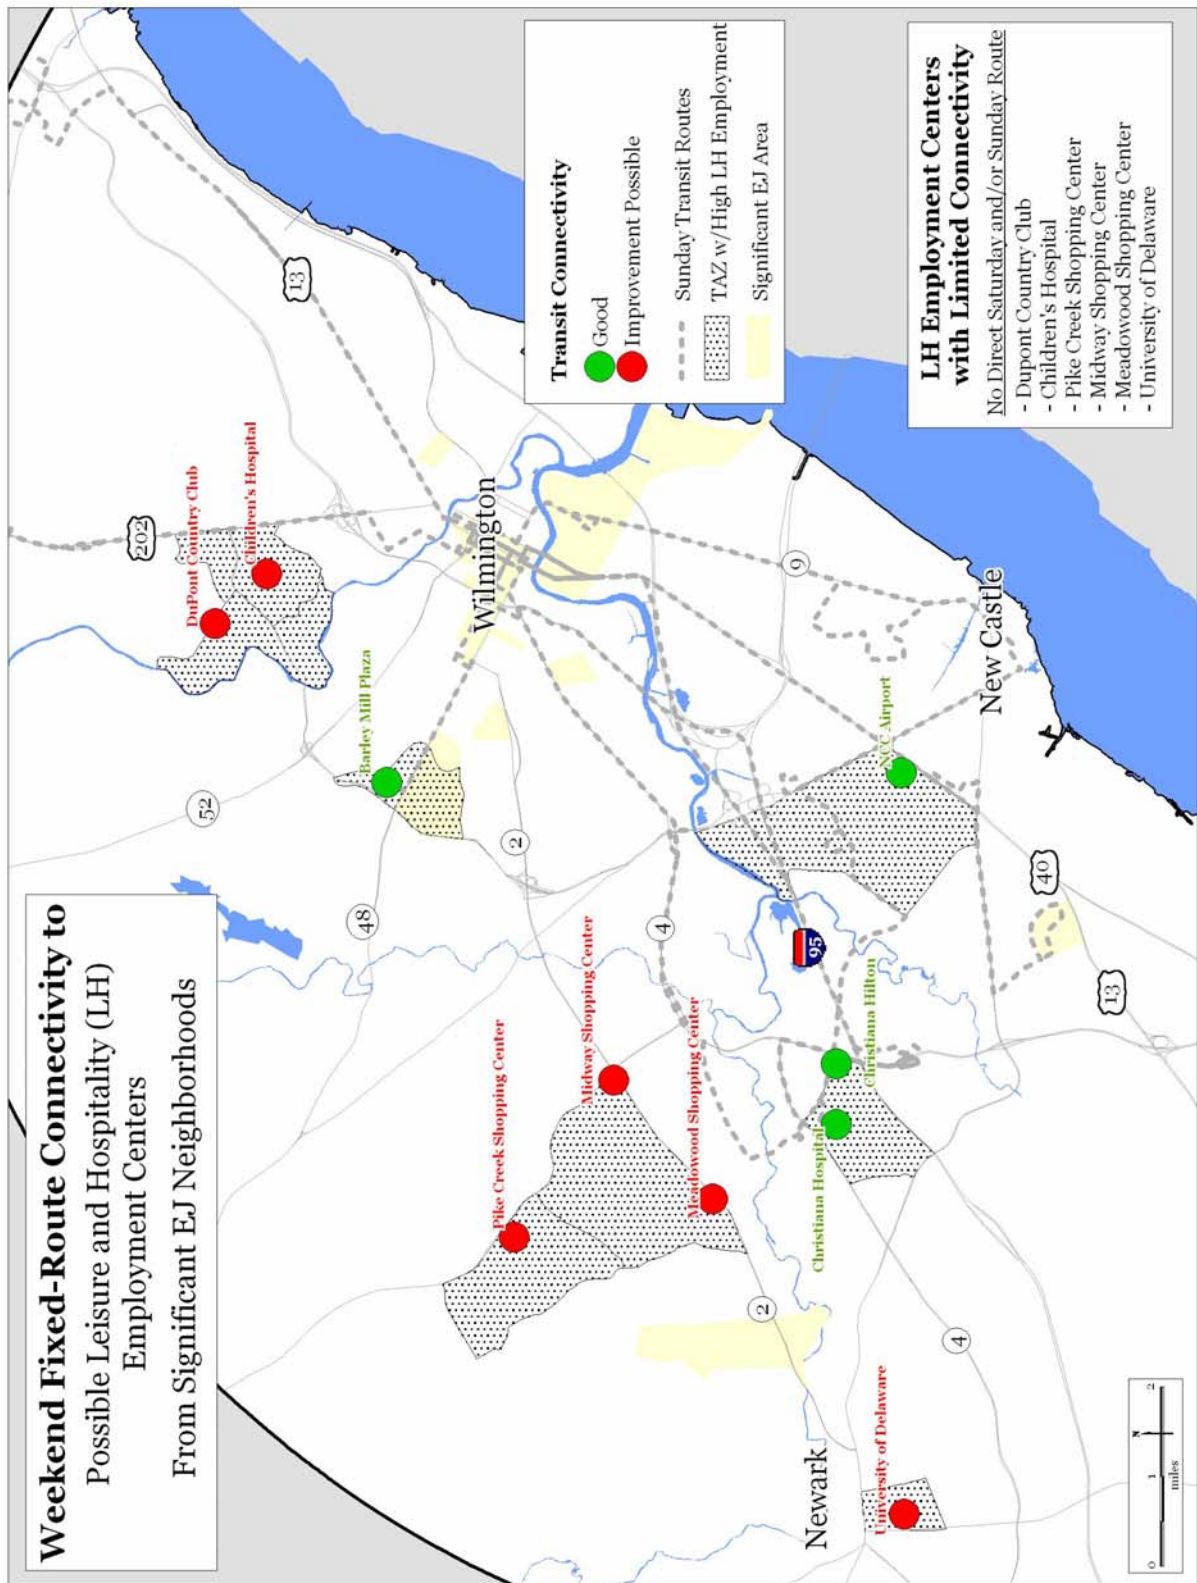 Weekend Fixed-Route Connectivity to
Possible Leisure and Hospitality (LH)
Employment Centers
From Significant EJ Neighborhoods
Transit Connectivity
Good
Improvement Possible
Sunday Transit Routes
TAZ w/High LH Employment
Significant EJ Area
LH Employment Centers
with Limited Connectivity
No Direct Saturday and/or Sunday Route
- Dupont Country Club
- Children's Hospital
- Pike Creek Shopping Center
- Midway Shopping Center
- Meadowood Shopping Center
- University of Delaware
202
13
DuPont Country Club
Children's Hospital
52
Barley Mill Plaza
Wilmington
48
2
Pike Creek Shopping Center
Midway Shopping Center
4
9
Meadowood Shopping Center
95
NCC Airport
New Castle
Christiana Hospital
Christiana Hilton
40
13
2
4
Newark
University of Delaware
0
1
2
N
miles